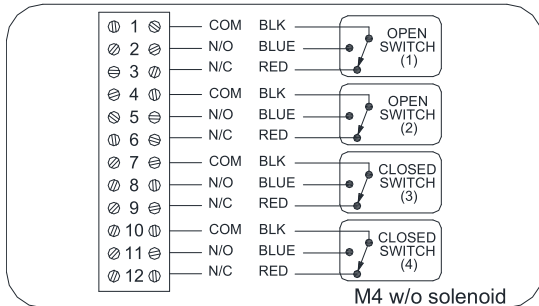 1 COM BLK
2 N/O BLUE
3 N/C RED
OPEN
SWITCH
(1)
4 COM BLK
5 N/O BLUE
6 N/C RED
OPEN
SWITCH
(2)
7 COM BLK
8 N/O BLUE
9 N/C RED
CLOSED
SWITCH
(3)
10 COM BLK
11 N/O BLUE
12 N/C RED
CLOSED
SWITCH
(4)
M4 w/o solenoid